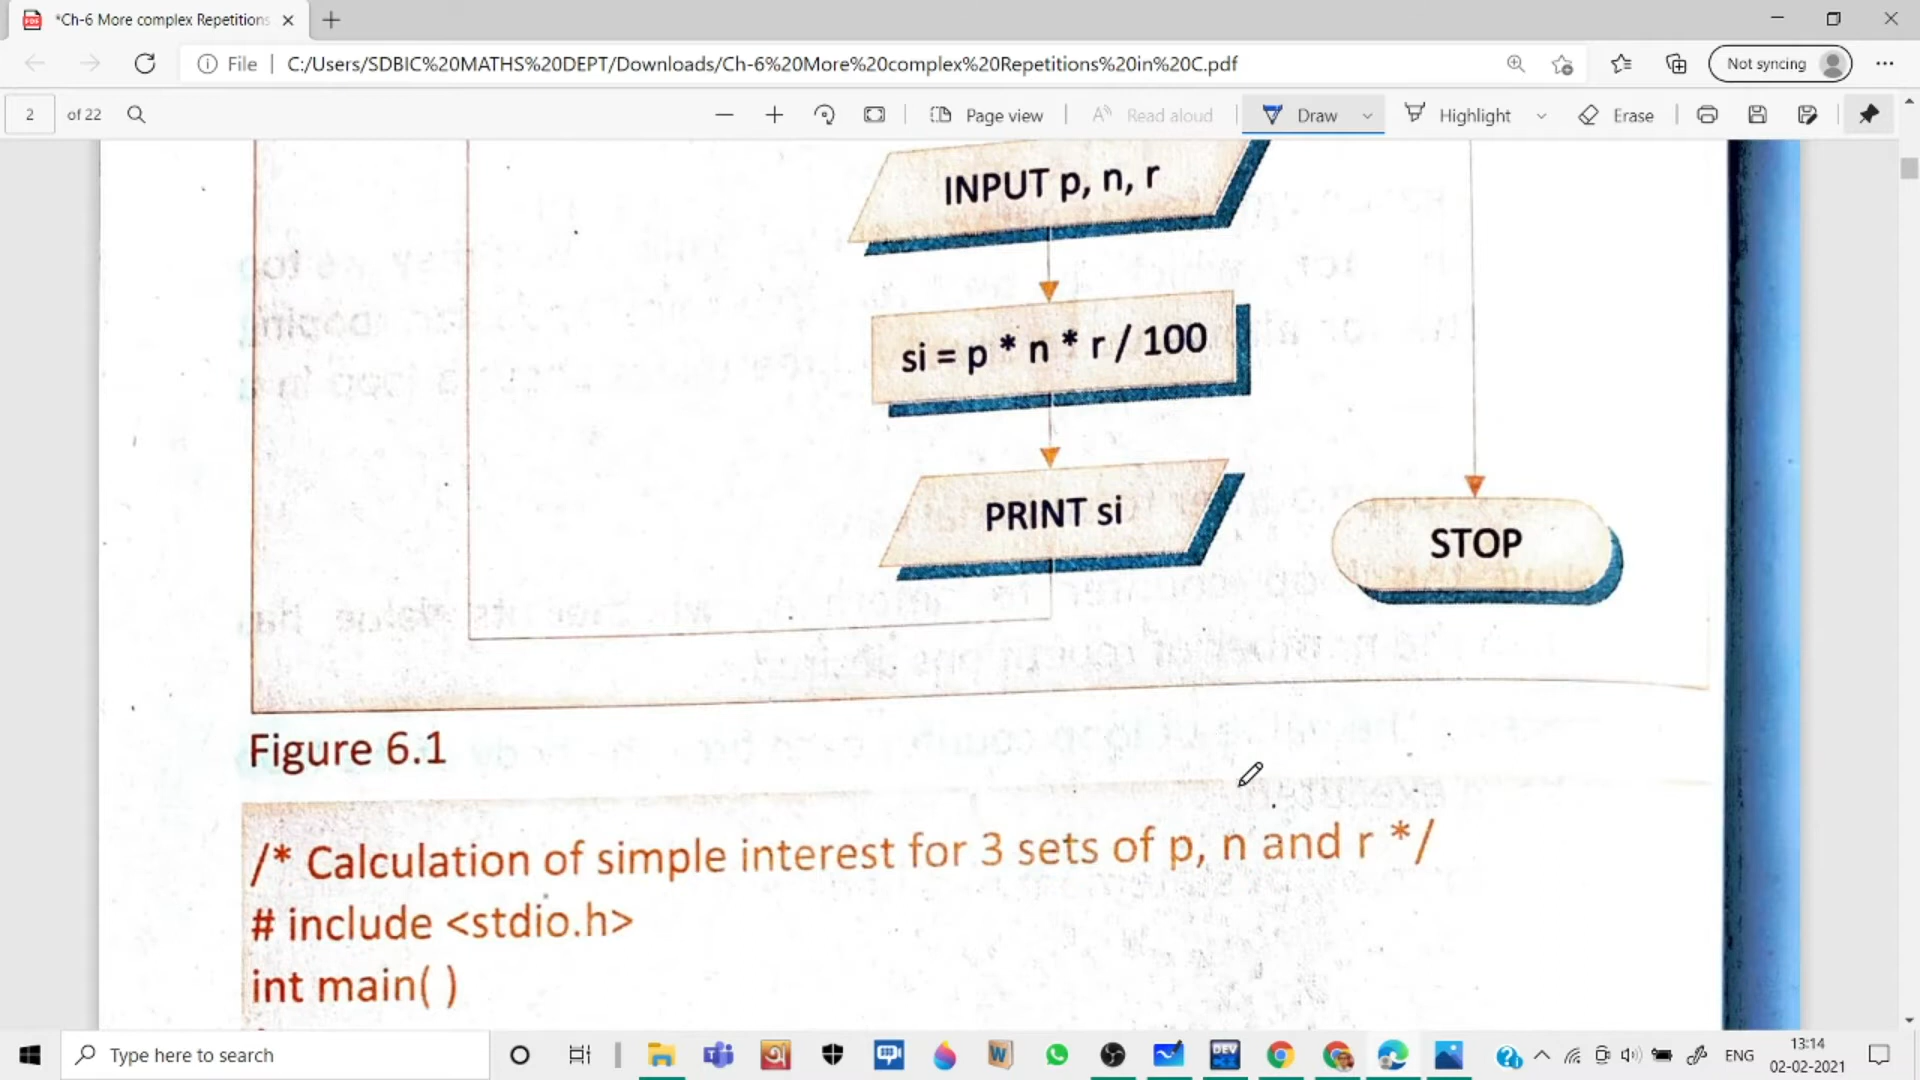 *Ch-6 More complex Repetitions
File
C:/Users/SDBIC%20MATHS%20DEPT/Downloads/Ch-6%20More%20complex%20Repetitions%20in%20C.pdf
Not syncing
2 of 22
Page view
Read aloud
Draw
Highlight
Erase
INPUT p, n, r
si = p * n * r / 100
PRINT si
STOP
Figure 6.1
/* Calculation of simple interest for 3 sets of p, n and r */
# include <stdio.h>
int main( )
Type here to search
DEV
ENG
13:14
02-02-2021